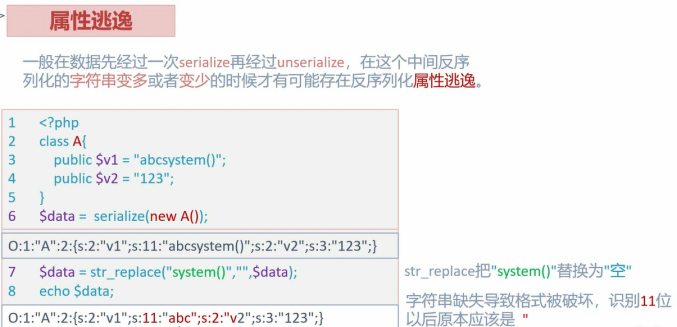 属性逃逸
一般在数据先经过一次serialize再经过unserialize，在这个中间反序
列化的字符串变多或者变少的时候才有可能存在反序列化属性逃逸。
1 <?php
2 class A{
3 public $v1 = "abcsystem()";
4 public $v2 = "123";
5 }
6 $data = serialize(new A());
O:1:"A":2:{s:2:"v1";s:11:"abcsystem()";s:2:"v2";s:3:"123";}
7 $data = str_replace("system()","",$data);
8 echo $data;
str_replace把"system()"替换为"空"
字符串缺失导致格式被破坏，识别11位
O:1:"A":2:{s:2:"v1";s:11:"abc";s:2:"v2";s:3:"123";}
以后原本应该是 "